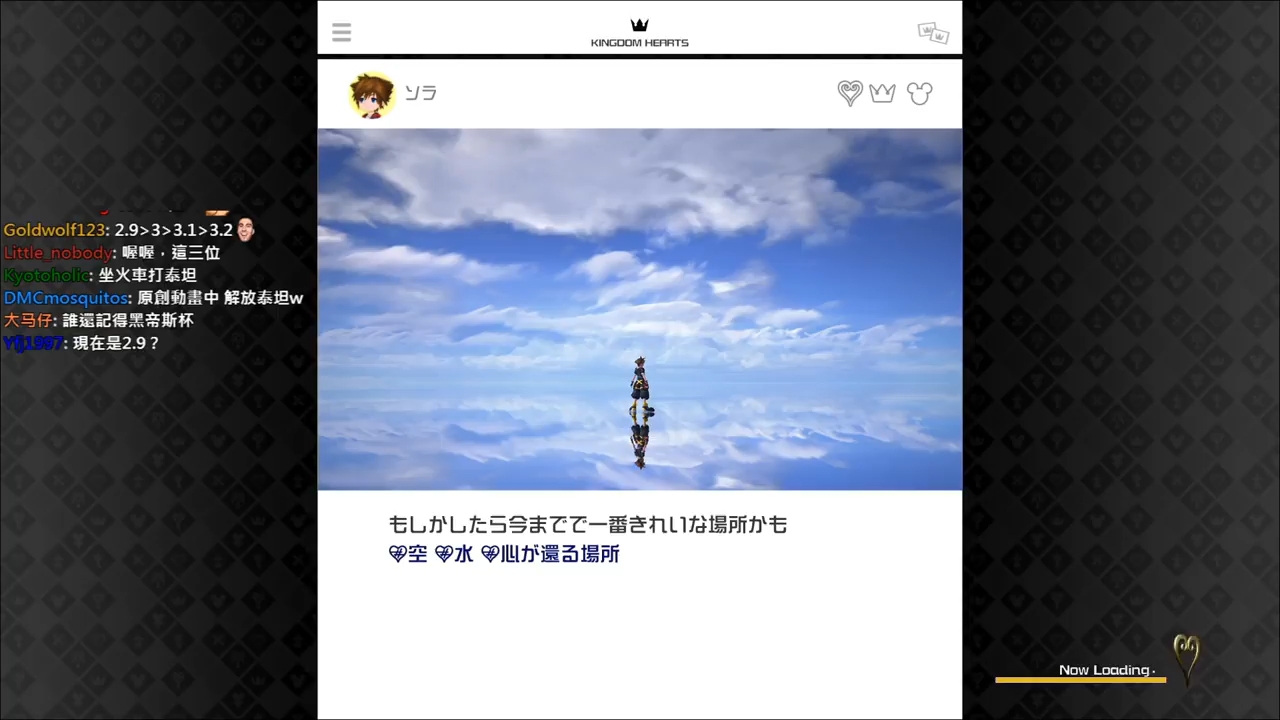 KINGDOM HEARTS
ソラ
Goldwolf123: 2.9>3>3.1>3.2
Little_nobody: 喔喔，這三位
Kyotoholic: 坐火車打泰坦
DMCmosquitos: 原創動畫中 解放泰坦w
大马仔: 誰還記得黑帝斯杯
Yfj1997: 現在是2.9？
もしかしたら今までで一番きれいな場所かも
空 水 心が還る場所
Now Loading.